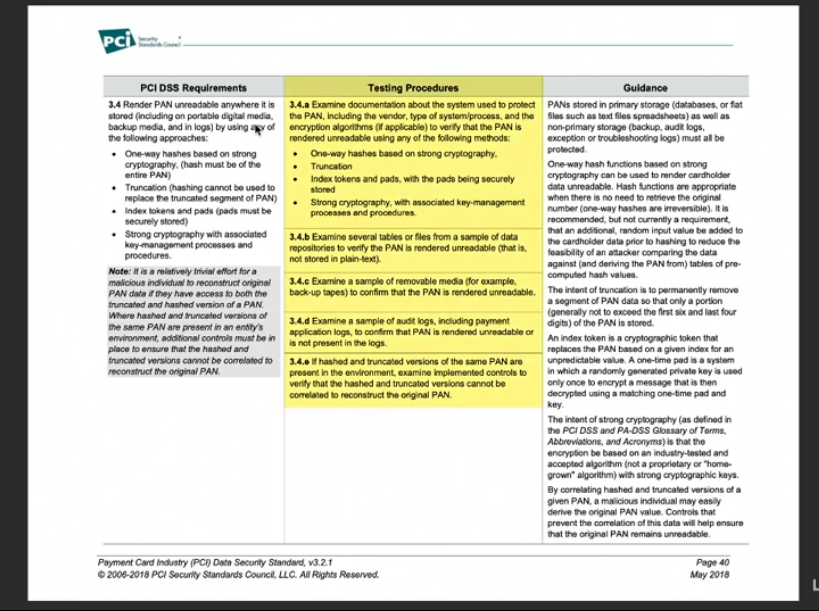 PCI Security
Standards Council
PCI DSS Requirements
3.4 Render PAN unreadable anywhere it is
stored (including on portable digital media,
backup media, and in logs) by using any of
the following approaches:
• One-way hashes based on strong
cryptography, (hash must be of the
entire PAN)
• Truncation (hashing cannot be used to
replace the truncated segment of PAN)
• Index tokens and pads (pads must be
securely stored)
• Strong cryptography with associated
key-management processes and
procedures.
Note: It is a relatively trivial effort for a
malicious individual to reconstruct original
PAN data if they have access to both the
truncated and hashed version of a PAN.
Where hashed and truncated versions of
the same PAN are present in an entity's
environment, additional controls must be
in place to ensure that the hashed and
truncated versions cannot be correlated to
reconstruct the original PAN.
Testing Procedures
3.4.a Examine documentation about the system used to protect
the PAN, including the vendor, type of system/process, and the
encryption algorithms (if applicable) to verify that the PAN is
rendered unreadable using any of the following methods:
• One-way hashes based on strong cryptography,
• Truncation
• Index tokens and pads, with the pads being securely
stored
• Strong cryptography, with associated key-management
processes and procedures.
3.4.b Examine several tables or files from a sample of data
repositories to verify the PAN is rendered unreadable (that is,
not stored in plain-text).
3.4.c Examine a sample of removable media (for example,
back-up tapes) to confirm that the PAN is rendered unreadable.
3.4.d Examine a sample of audit logs, including payment
application logs, to confirm that PAN is rendered unreadable or
is not present in the logs.
3.4.e If hashed and truncated versions of the same PAN are
present in the environment, examine implemented controls to
verify that the hashed and truncated versions cannot be
correlated to reconstruct the original PAN.
Guidance
PANs stored in primary storage (databases, or flat
files such as text files spreadsheets) as well as
non-primary storage (backup, audit logs,
exception or troubleshooting logs) must all be
protected.
One-way hash functions based on strong
cryptography can be used to render cardholder
data unreadable. Hash functions are appropriate
when there is no need to retrieve the original
number (one-way hashes are irreversible). It is
recommended, but not currently a requirement,
that an additional, random input value be added to
the cardholder data prior to hashing to reduce the
feasibility of an attacker comparing the data
against (and deriving the PAN from) tables of pre-
computed hash values.
The intent of truncation is to permanently remove
a segment of PAN data so that only a portion
(generally not to exceed the first six and last four
digits) of the PAN is stored.
An index token is a cryptographic token that
replaces the PAN based on a given index for an
unpredictable value. A one-time pad is a system
in which a randomly generated private key is used
only once to encrypt a message that is then
decrypted using a matching one-time pad and
key.
The intent of strong cryptography (as defined in
the PCI DSS and PA-DSS Glossary of Terms,
Abbreviations, and Acronyms) is that the
encryption be based on an industry-tested and
accepted algorithm (not a proprietary or "home-
grown" algorithm) with strong cryptographic keys.
By correlating hashed and truncated versions of a
given PAN, a malicious individual may easily
derive the original PAN value. Controls that
prevent the correlation of this data will help ensure
that the original PAN remains unreadable.
Payment Card Industry (PCI) Data Security Standard, v3.2.1
© 2006-2018 PCI Security Standards Council, LLC. All Rights Reserved.
Page 40
May 2018
L